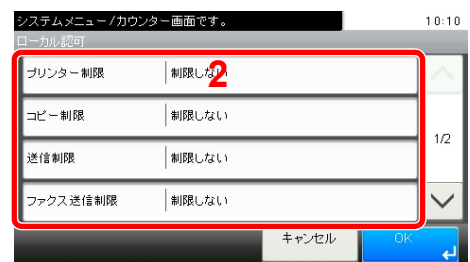 システムメニュー/カウンター画面です。 10:10
ローカル認可
プリンター制限 制限しない
2
コピー制限 制限しない
送信制限 制限しない
1/2
ファクス送信制限 制限しない
キャンセル OK